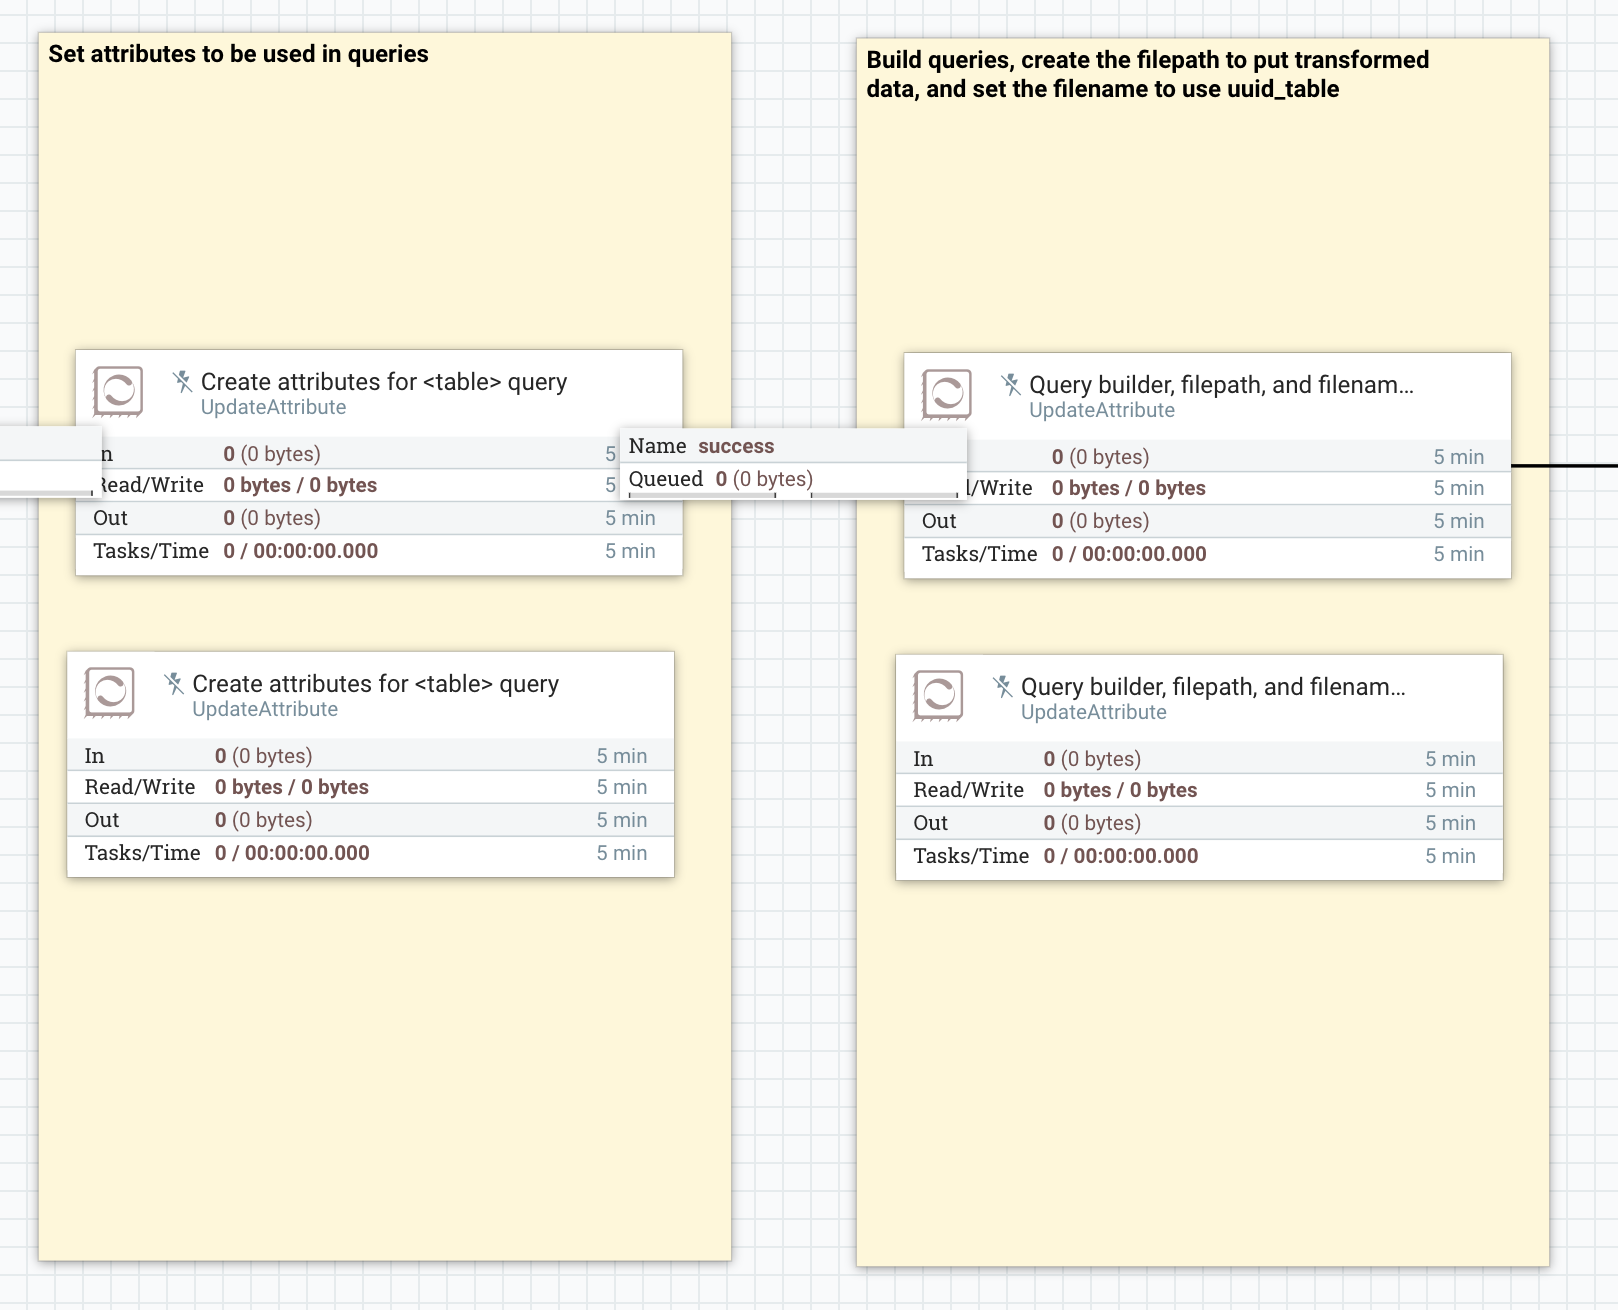 Set attributes to be used in queries
Create attributes for <table> query
UpdateAttribute
In 0 (0 bytes) 5
Read/Write 0 bytes / 0 bytes 5
Out 0 (0 bytes) 5 min
Tasks/Time 0 / 00:00:00.000 5 min
Create attributes for <table> query
UpdateAttribute
In 0 (0 bytes) 5 min
Read/Write 0 bytes / 0 bytes 5 min
Out 0 (0 bytes) 5 min
Tasks/Time 0 / 00:00:00.000 5 min
Name success
Queued 0 (0 bytes)
Build queries, create the filepath to put transformed
data, and set the filename to use uuid_table
Query builder, filepath, and filenam...
UpdateAttribute
0 (0 bytes) 5 min
/Write 0 bytes / 0 bytes 5 min
Out 0 (0 bytes) 5 min
Tasks/Time 0 / 00:00:00.000 5 min
Query builder, filepath, and filenam...
UpdateAttribute
In 0 (0 bytes) 5 min
Read/Write 0 bytes / 0 bytes 5 min
Out 0 (0 bytes) 5 min
Tasks/Time 0 / 00:00:00.000 5 min